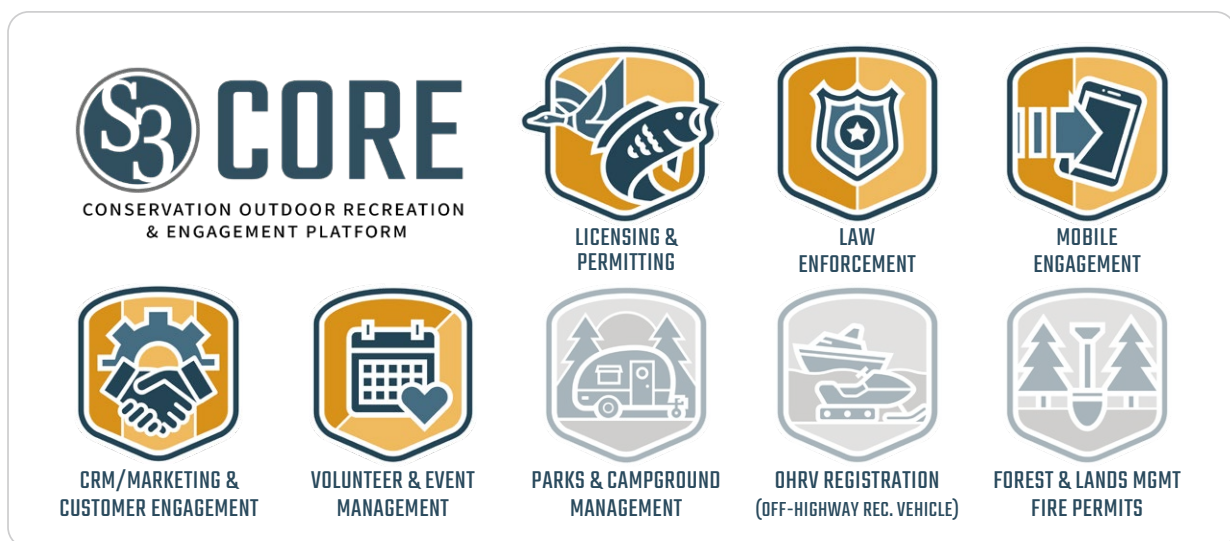 S3 CORE
CONSERVATION OUTDOOR RECREATION
& ENGAGEMENT PLATFORM
LICENSING &
PERMITTING
LAW
ENFORCEMENT
MOBILE
ENGAGEMENT
CRM/MARKETING &
CUSTOMER ENGAGEMENT
VOLUNTEER & EVENT
MANAGEMENT
PARKS & CAMPGROUND
MANAGEMENT
OHRV REGISTRATION
(OFF-HIGHWAY REC. VEHICLE)
FOREST & LANDS MGMT
FIRE PERMITS